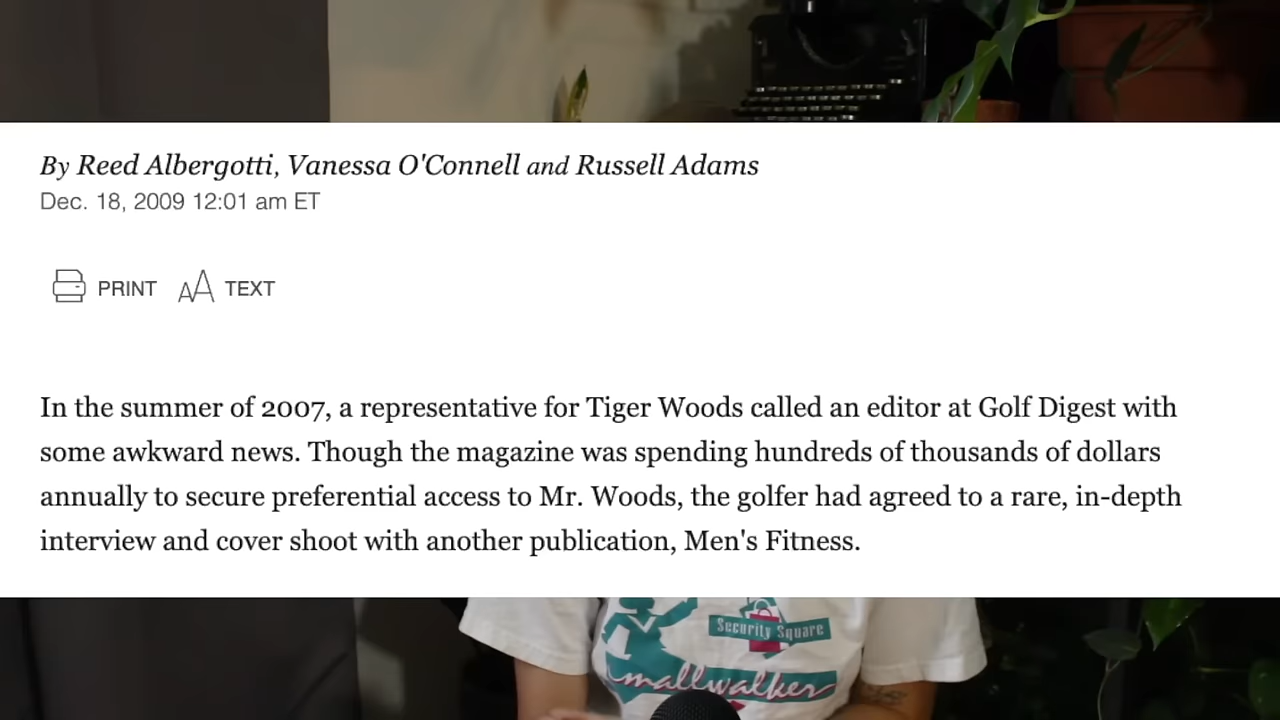 By Reed Albergotti, Vanessa O'Connell and Russell Adams
Dec. 18, 2009 12:01 am ET
PRINT TEXT
In the summer of 2007, a representative for Tiger Woods called an editor at Golf Digest with
some awkward news. Though the magazine was spending hundreds of thousands of dollars
annually to secure preferential access to Mr. Woods, the golfer had agreed to a rare, in-depth
interview and cover shoot with another publication, Men's Fitness.
Security Square
mallwalker